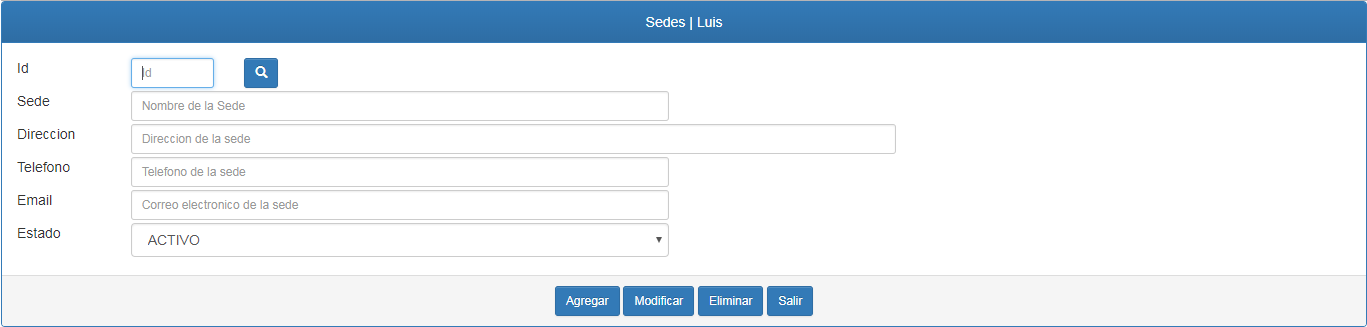 Sedes | Luis
Id Id
Sede Nombre de la Sede
Direccion Direccion de la sede
Telefono Telefono de la sede
Email Correo electronico de la sede
Estado ACTIVO
Agregar Modificar Eliminar Salir